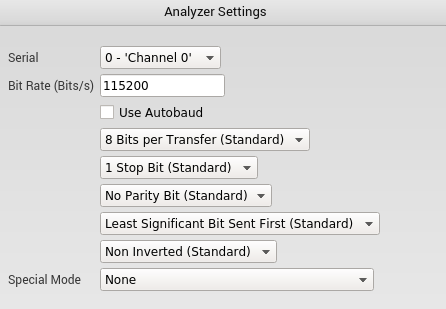 Analyzer Settings
Serial 0 - 'Channel 0'
Bit Rate (Bits/s) 115200
Use Autobaud
8 Bits per Transfer (Standard)
1 Stop Bit (Standard)
No Parity Bit (Standard)
Least Significant Bit Sent First (Standard)
Non Inverted (Standard)
Special Mode None